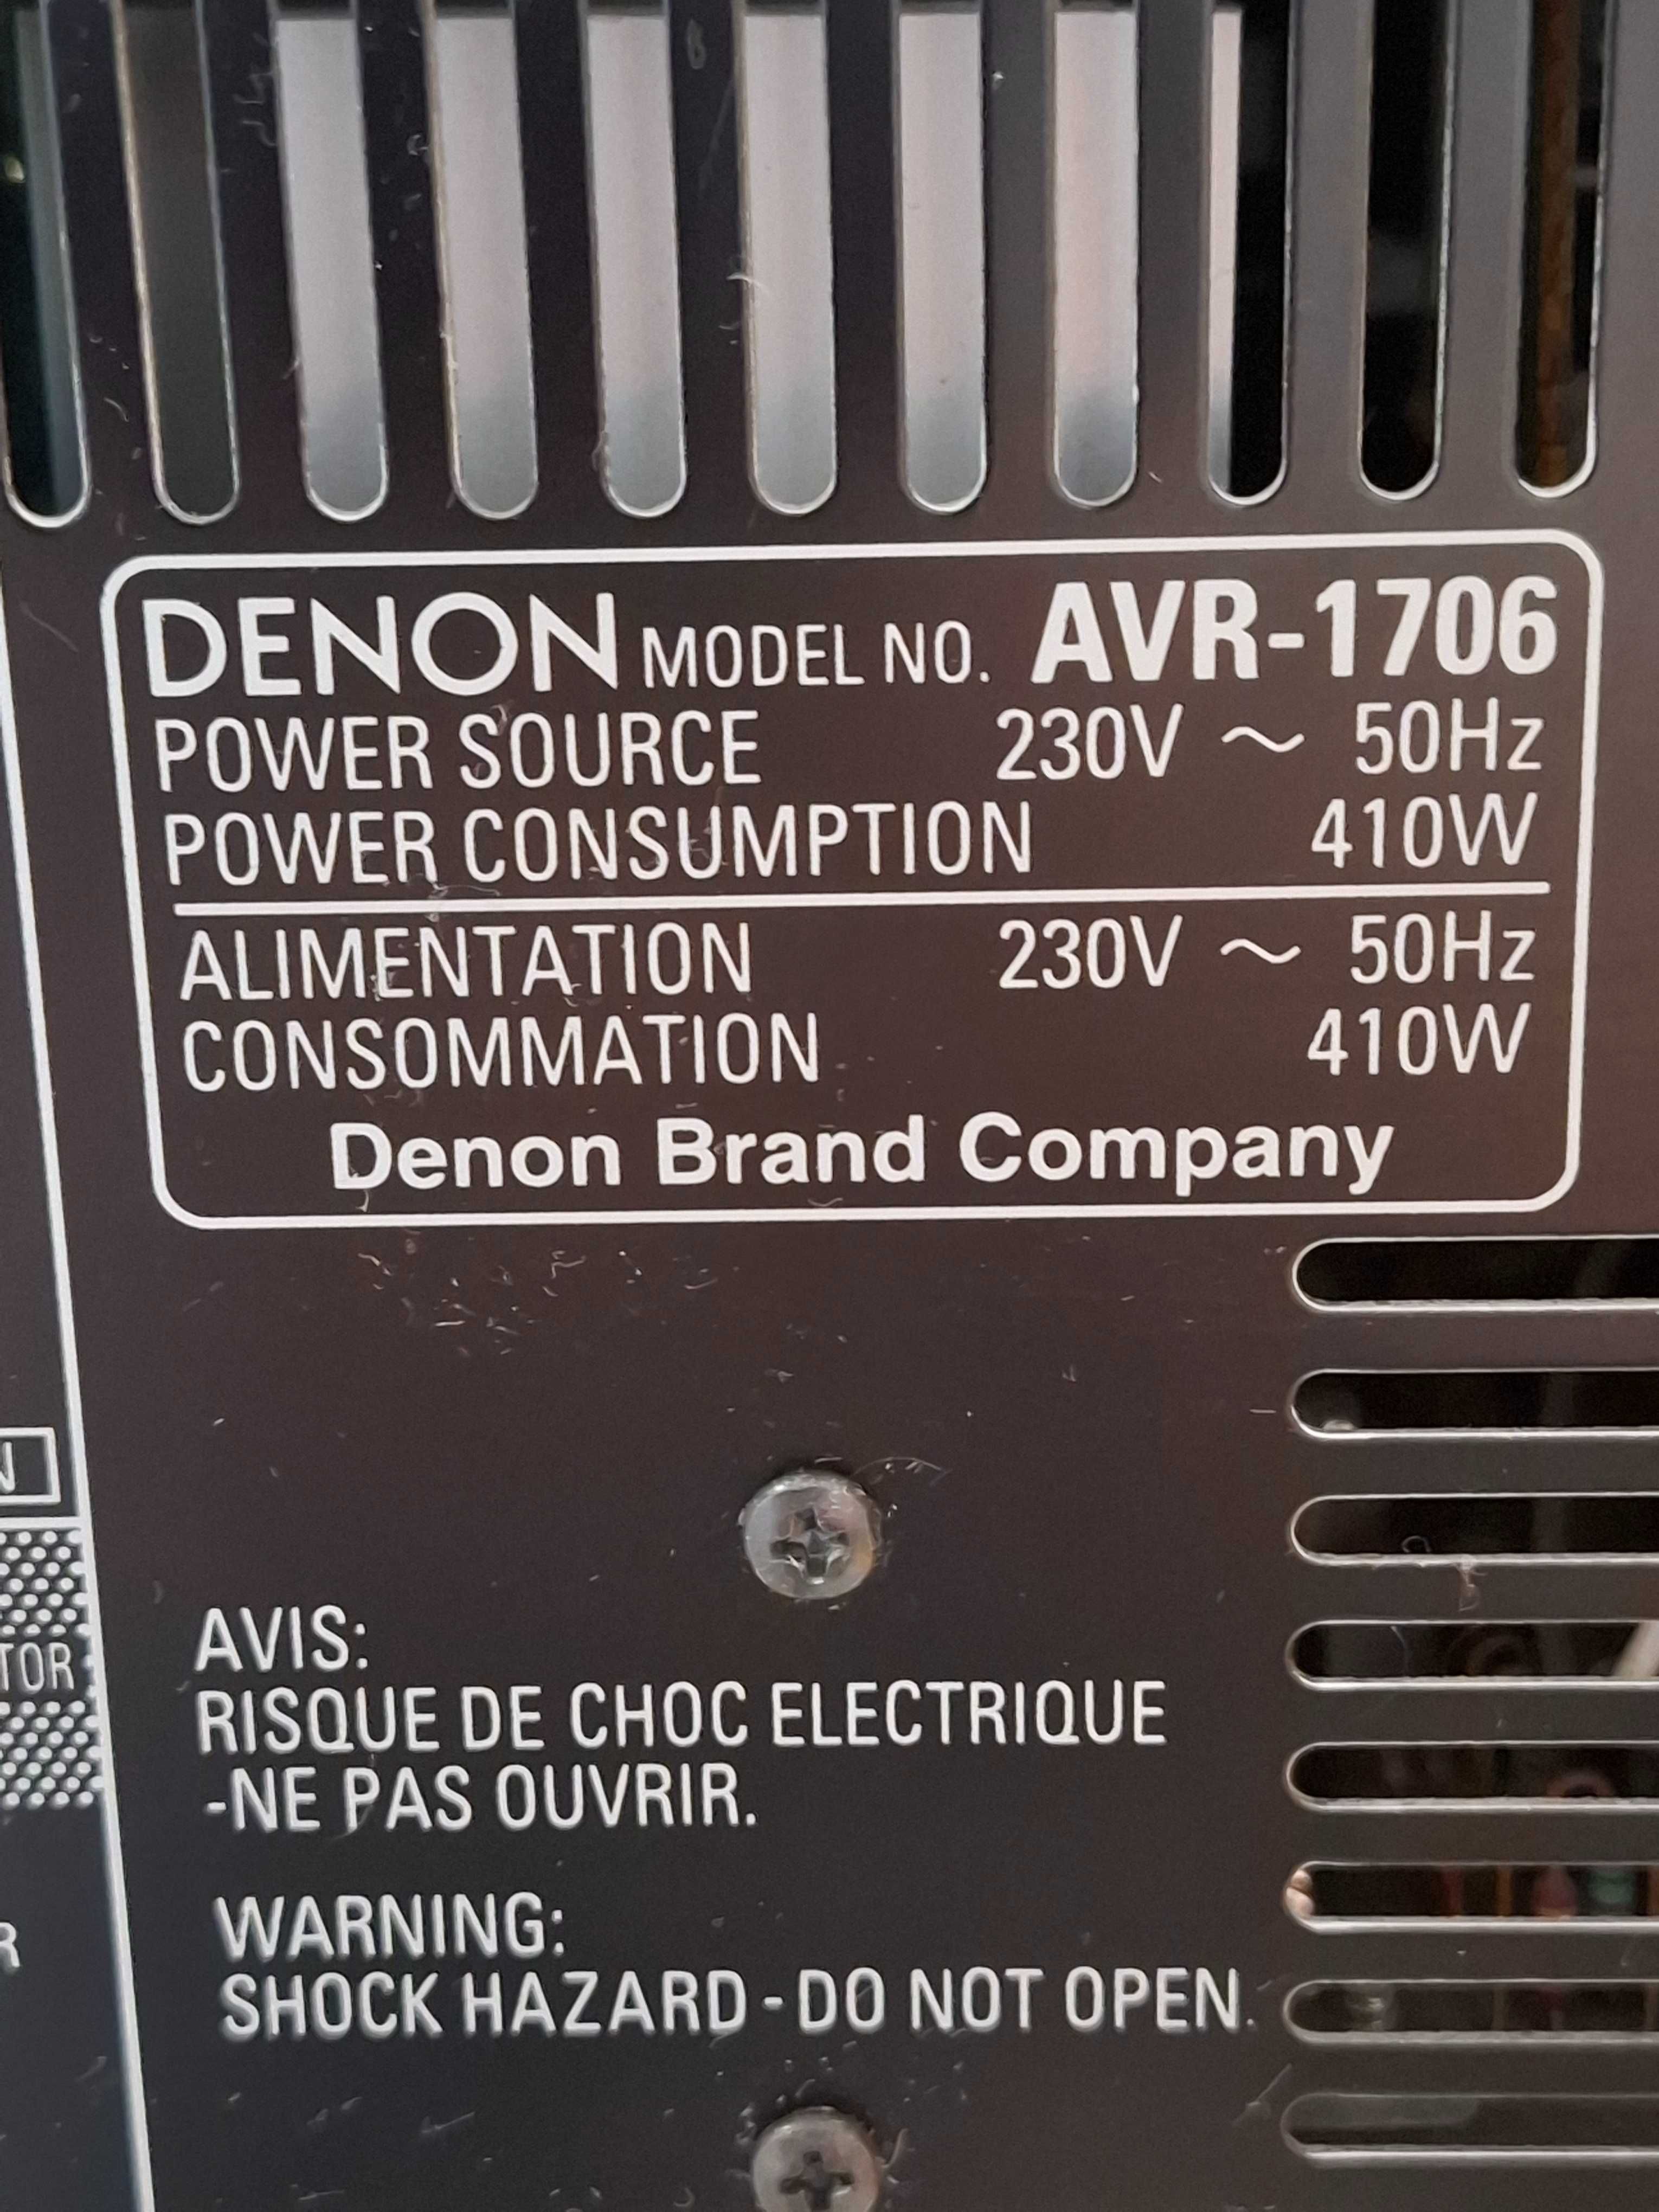 DENON MODEL NO. AVR-1706
POWER SOURCE 230V ~ 50Hz
POWER CONSUMPTION 410W
ALIMENTATION 230V ~ 50Hz
CONSOMMATION 410W
Denon Brand Company
N
TOR
R
AVIS:
RISQUE DE CHOC ELECTRIQUE
-NE PAS OUVRIR.
WARNING:
SHOCK HAZARD - DO NOT OPEN.